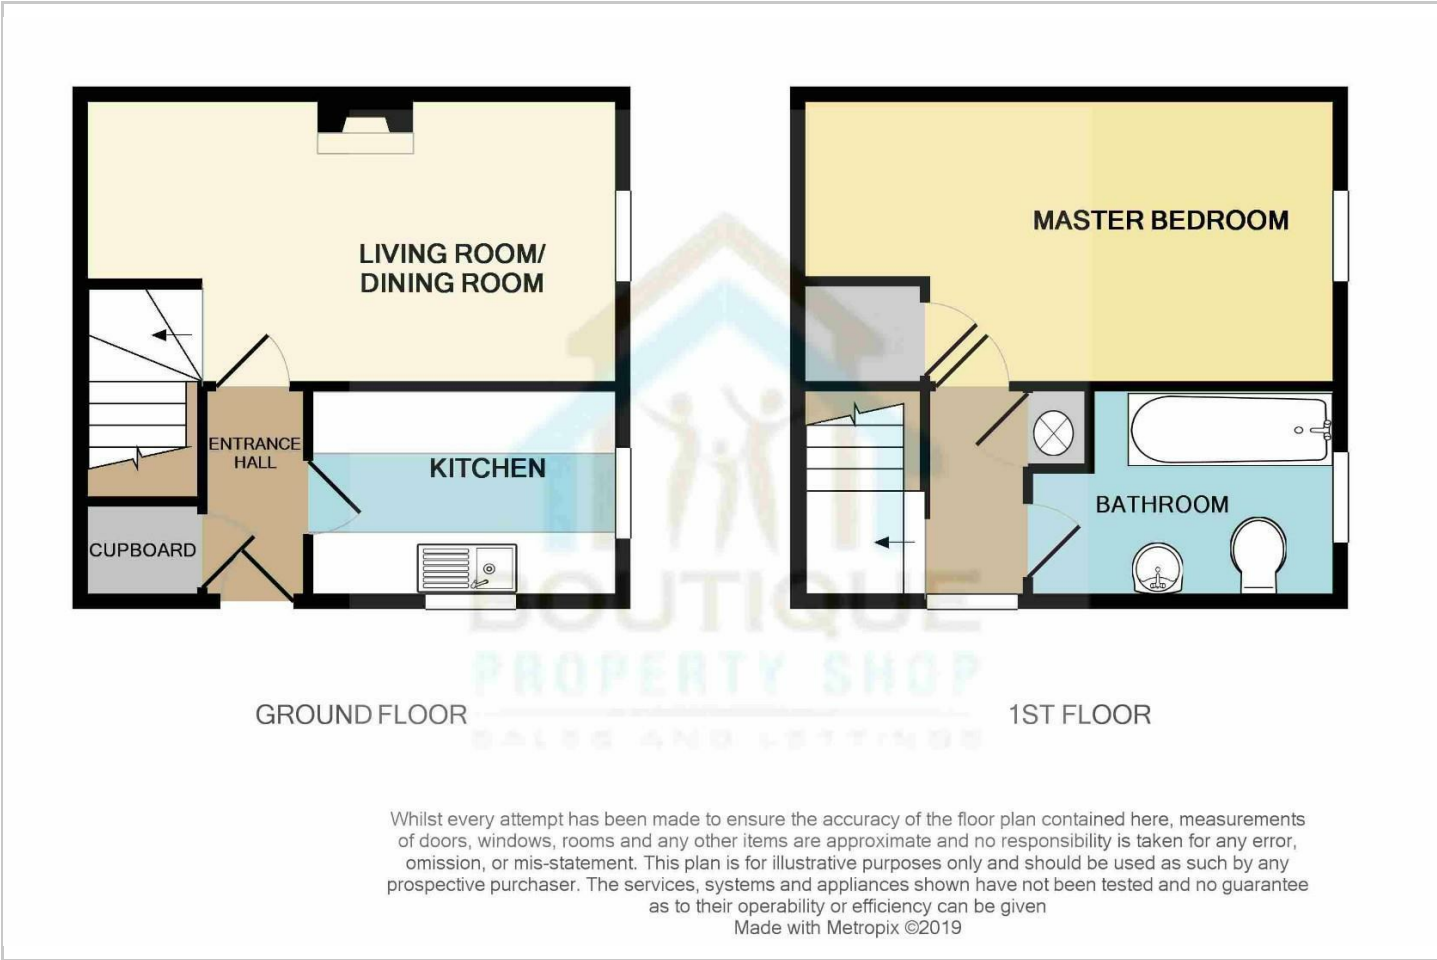 LIVING ROOM/
DINING ROOM
MASTER BEDROOM
ENTRANCE
HALL
KITCHEN
CUPBOARD
BATHROOM
BOUTIQUE
PROPERTY SHOP
SALES AND LETTINGS
GROUND FLOOR
1ST FLOOR
Whilst every attempt has been made to ensure the accuracy of the floor plan contained here, measurements
of doors, windows, rooms and any other items are approximate and no responsibility is taken for any error,
omission, or mis-statement. This plan is for illustrative purposes only and should be used as such by any
prospective purchaser. The services, systems and appliances shown have not been tested and no guarantee
as to their operability or efficiency can be given
Made with Metropix ©2019